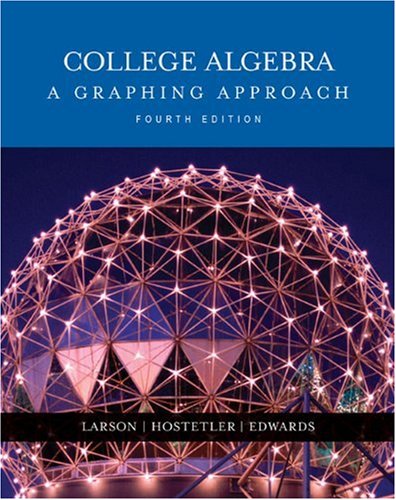 COLLEGE ALGEBRA
A GRAPHING APPROACH
FOURTH EDITION
LARSON | HOSTETLER | EDWARDS